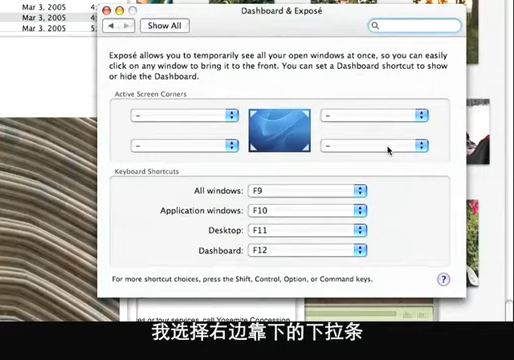 Mar 3, 2005
Mar 3, 2005
Mar 3, 2005
Dashboard & Exposé
Show All
Exposé allows you to temporarily see all your open windows at once, so you can easily
click on any window to bring it to the front. You can set a Dashboard shortcut to show
or hide the Dashboard.
Active Screen Corners
–
–
–
–
Keyboard Shortcuts
All windows: F9
Application windows: F10
Desktop: F11
Dashboard: F12
For more shortcut choices, press the Shift, Control, Option, or Command keys.
?
or tours or services, call Yosemite Concession
我选择右边靠下的下拉条